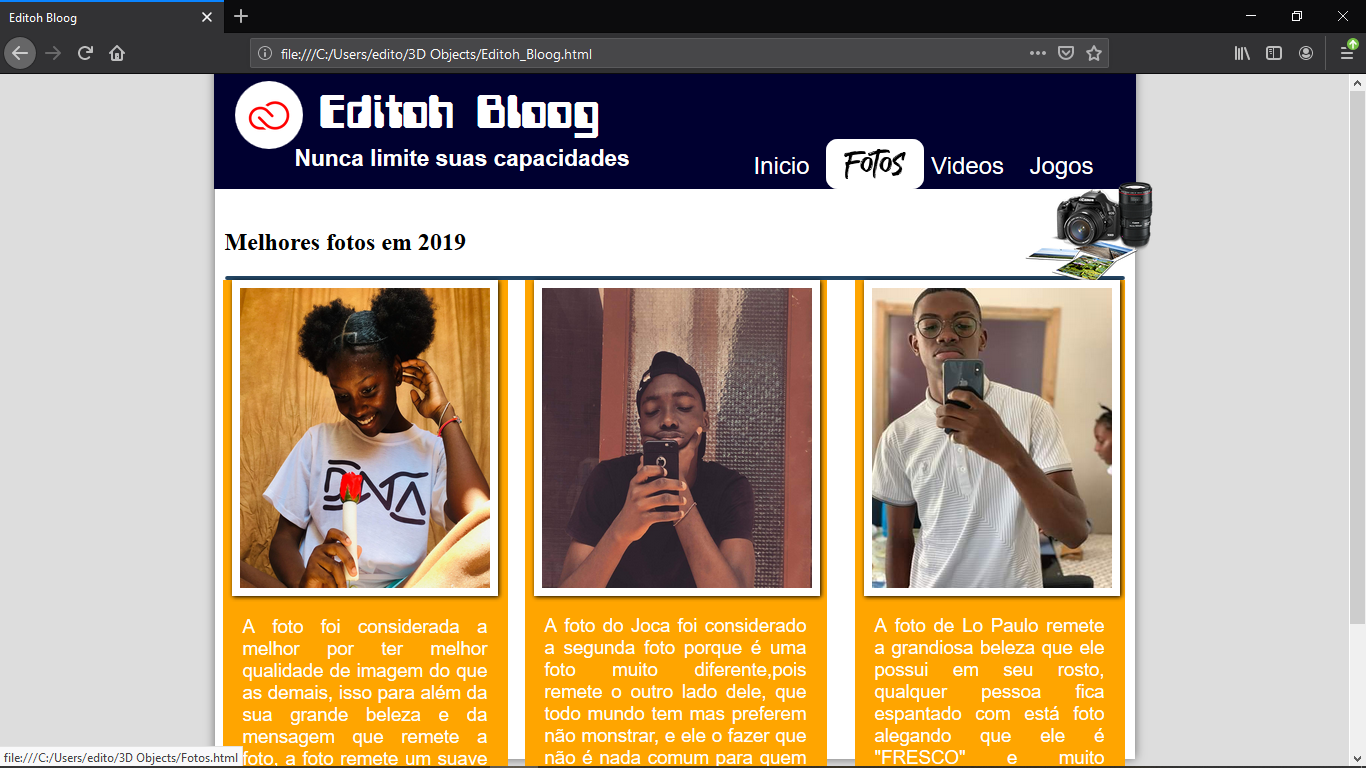 Editoh Bloog
file:///C:/Users/edito/3D Objects/Editoh_Bloog.html
Editoh Bloog
Nunca limite suas capacidades
Inicio Fotos Videos Jogos
Melhores fotos em 2019
A foto foi considerada a
melhor por ter melhor
qualidade de imagem do que
as demais, isso para além da
sua grande beleza e da
mensagem que remete a
foto, a foto remete um suave
A foto do Joca foi considerado
a segunda foto porque é uma
foto muito diferente,pois
remete o outro lado dele, que
todo mundo tem mas preferem
não monstrar, e ele o fazer que
não é nada comum para quem
A foto de Lo Paulo remete
a grandiosa beleza que ele
possui em seu rosto,
qualquer pessoa fica
espantado com está foto
alegando que ele é
"FRESCO" e muito
file:///C:/Users/edito/3D Objects/Fotos.html